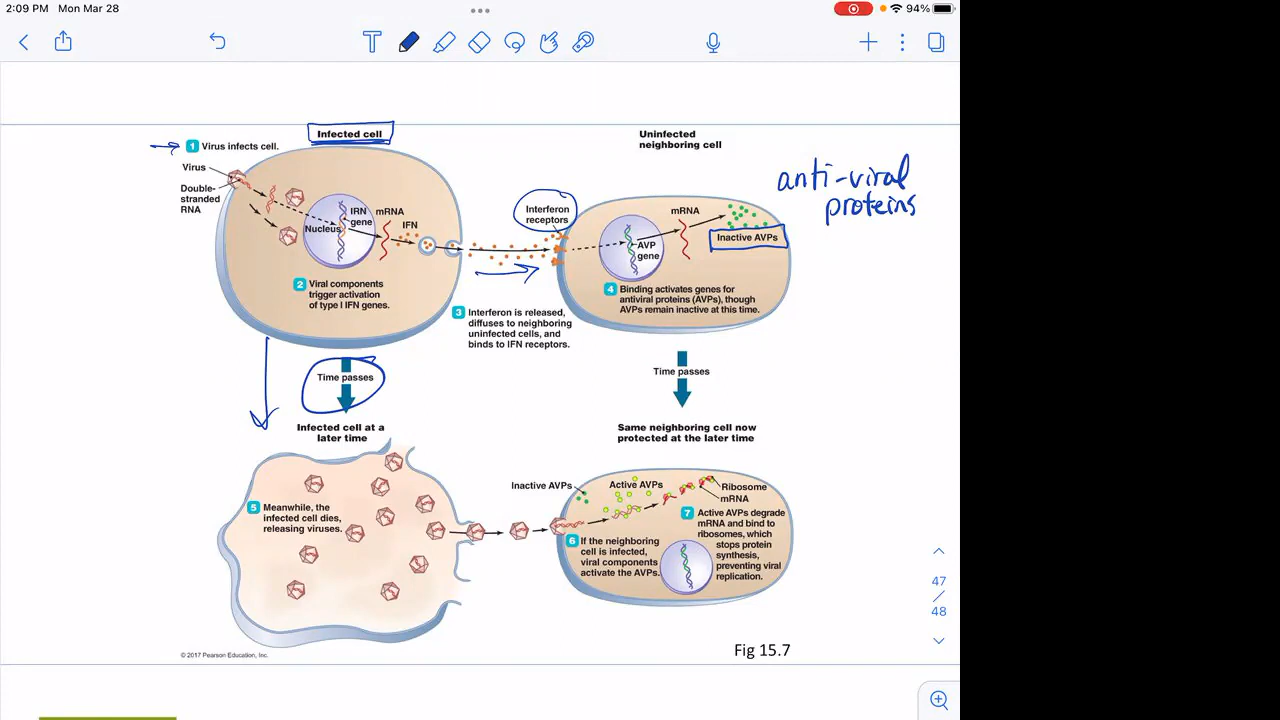 2:09 PM Mon Mar 28
94%
Infected cell
Uninfected
neighboring cell
1 Virus infects cell.
Virus
Double-
stranded
RNA
Nucleus
IRN
gene
mRNA
IFN
Interferon
receptors
mRNA
AVP
gene
Inactive AVPs
anti-viral
proteins
2 Viral components
trigger activation
of type I IFN genes.
3 Interferon is released,
diffuses to neighboring
uninfected cells, and
binds to IFN receptors.
4 Binding activates genes for
antiviral proteins (AVPs), though
AVPs remain inactive at this time.
Time passes
Time passes
Infected cell at a
later time
Same neighboring cell now
protected at the later time
5 Meanwhile, the
infected cell dies,
releasing viruses.
Inactive AVPs
Active AVPs
Ribosome
mRNA
6 If the neighboring
cell is infected,
viral components
activate the AVPs.
7 Active AVPs degrade
mRNA and bind to
ribosomes, which
stops protein
synthesis,
preventing viral
replication.
47
/
48
© 2017 Pearson Education, Inc.
Fig 15.7